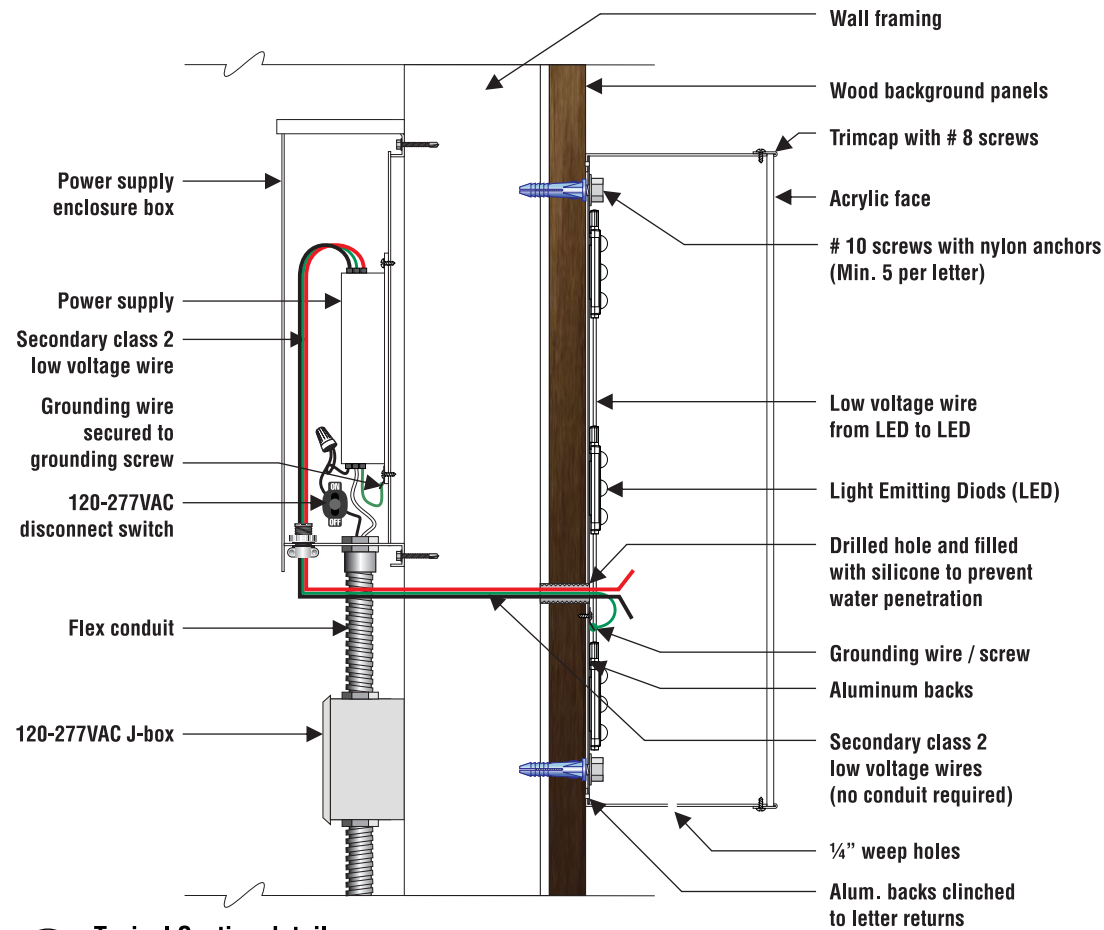 Wall framing
Wood background panels
Trimcap with # 8 screws
Acrylic face
# 10 screws with nylon anchors
(Min. 5 per letter)
Low voltage wire
from LED to LED
Light Emitting Diods (LED)
Drilled hole and filled
with silicone to prevent
water penetration
Grounding wire / screw
Aluminum backs
Secondary class 2
low voltage wires
(no conduit required)
¼” weep holes
Alum. backs clinched
to letter returns
Power supply
enclosure box
Power supply
Secondary class 2
low voltage wire
Grounding wire
secured to
grounding screw
120-277VAC
disconnect switch
ON
OFF
Flex conduit
120-277VAC J-box
Typical Section detail